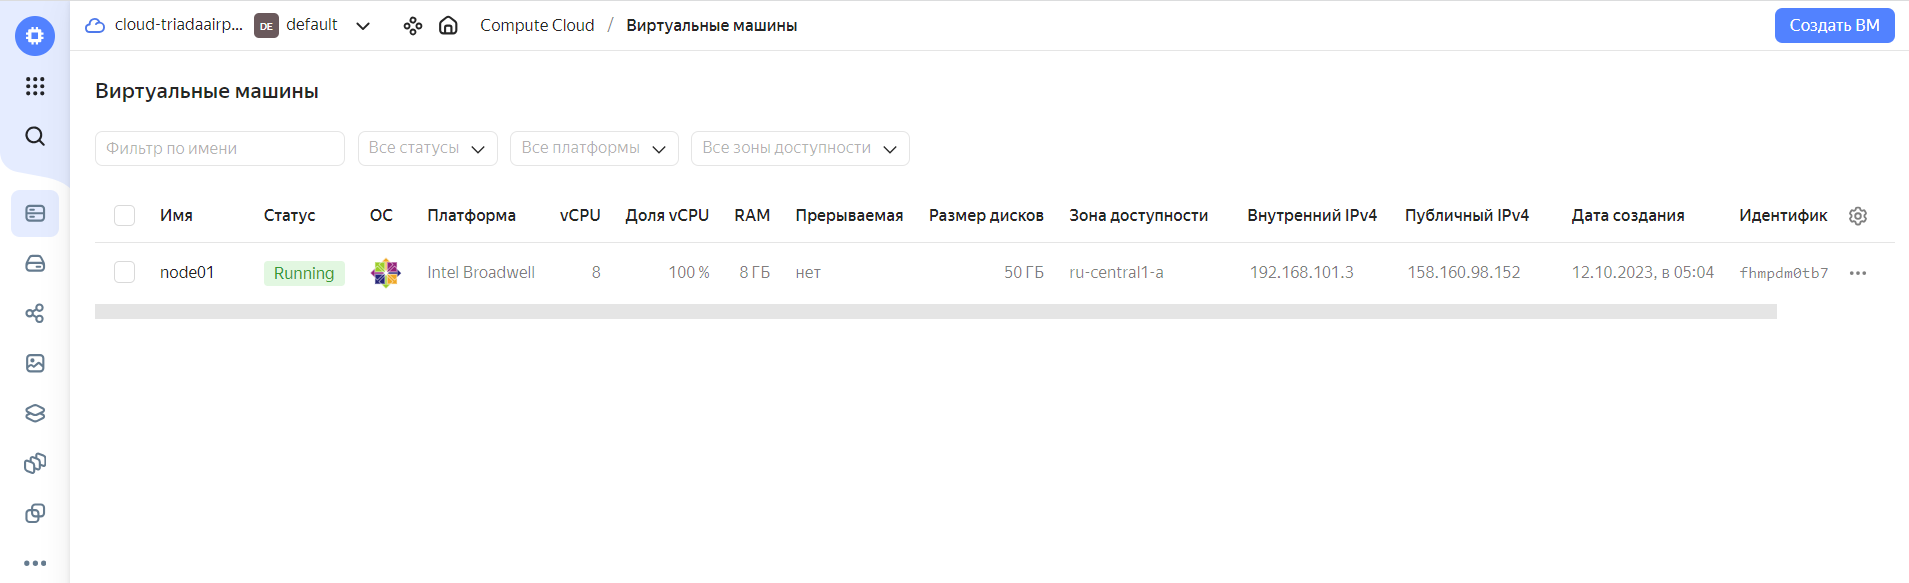 cloud-triadaairp... DE default Compute Cloud / Виртуальные машины Создать ВМ
Виртуальные машины
Фильтр по имени Все статусы Все платформы Все зоны доступности
Имя Статус ОС Платформа vCPU Доля vCPU RAM Прерываемая Размер дисков Зона доступности Внутренний IPv4 Публичный IPv4 Дата создания Идентифик
node01 Running Intel Broadwell 8 100 % 8 ГБ нет 50 ГБ ru-central1-a 192.168.101.3 158.160.98.152 12.10.2023, в 05:04 fhmpdm0tb7